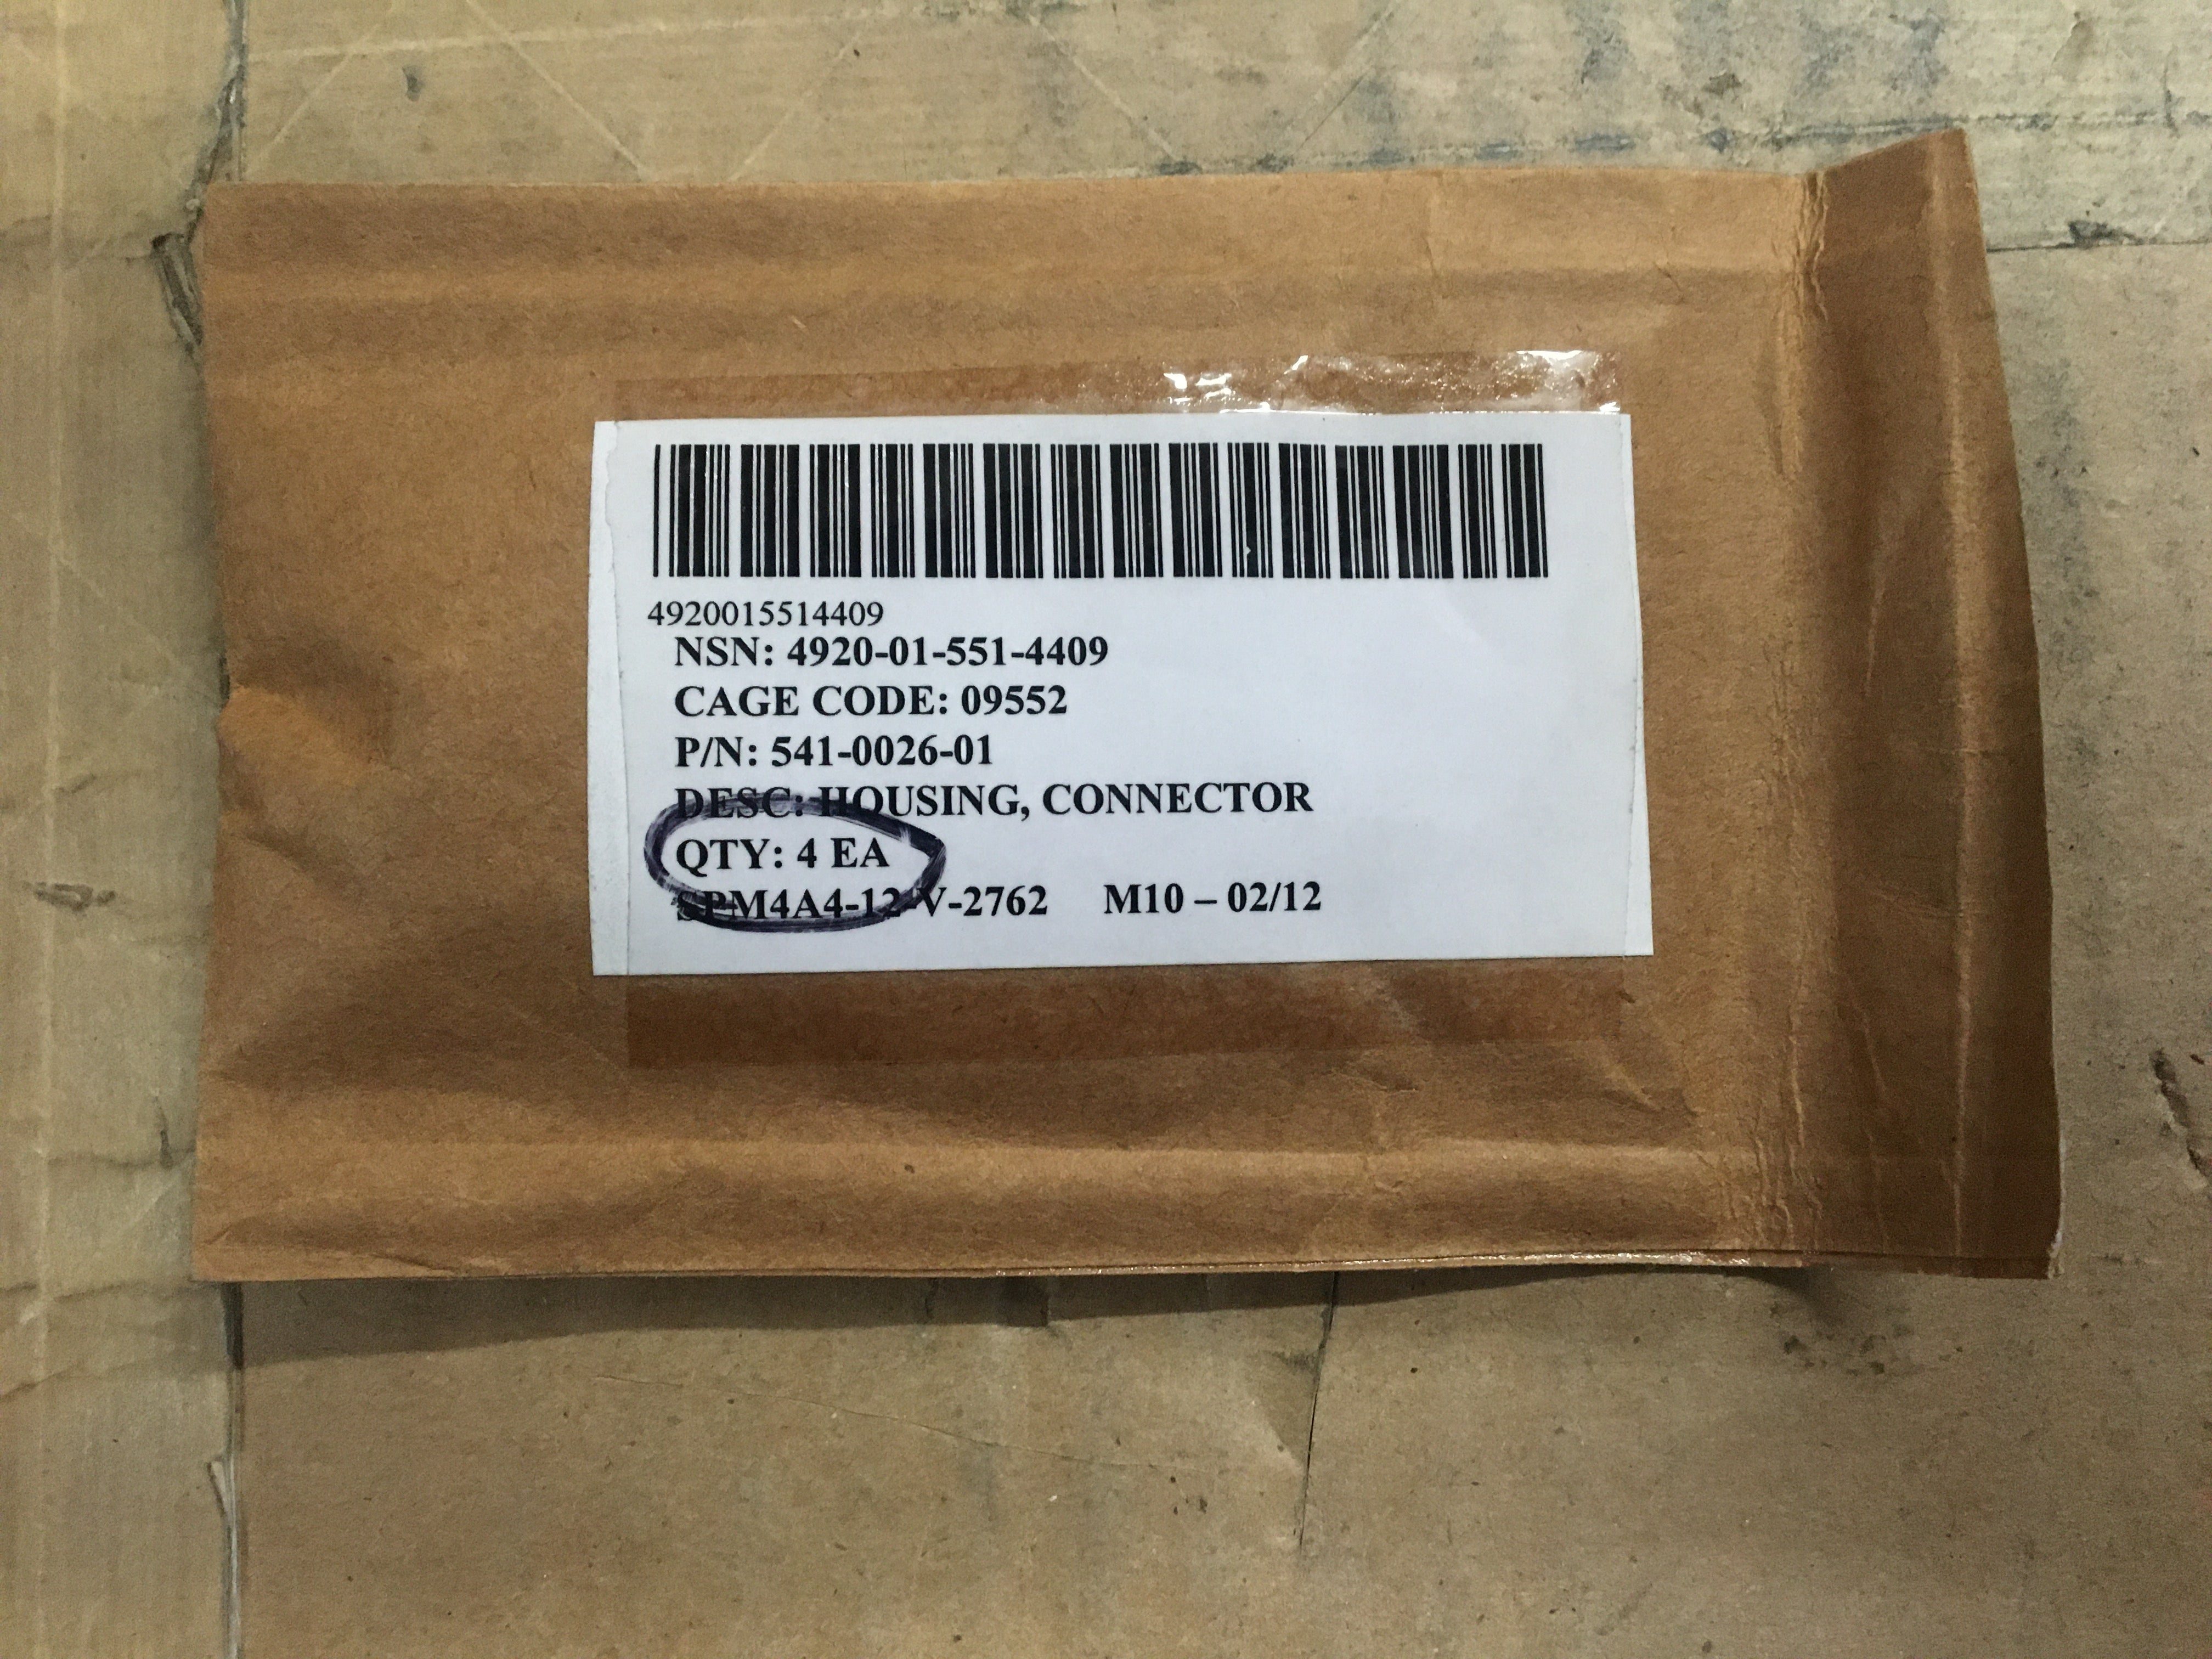 4920015514409
NSN: 4920-01-551-4409
CAGE CODE: 09552
P/N: 541-0026-01
DESC: HOUSING, CONNECTOR
QTY: 4 EA
SPM4A4-12-V-2762 M10 – 02/12